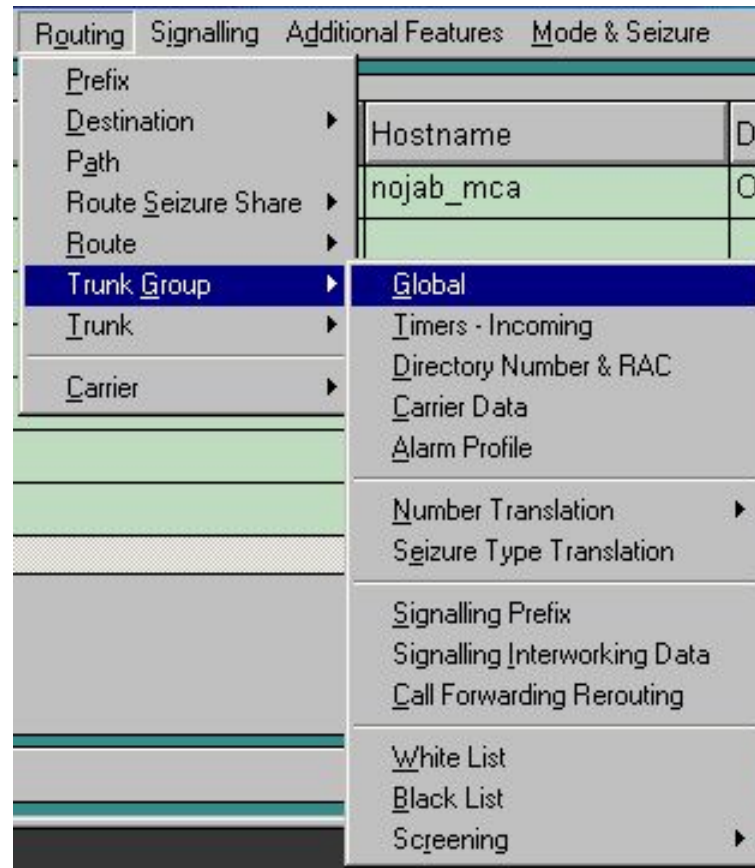 Routing Signalling Additional Features Mode & Seizure
Prefix
Destination
Path
Route Seizure Share
Route
Trunk Group
Trunk
Carrier
Hostname D
nojab_mca
Global
Timers - Incoming
Directory Number & RAC
Carrier Data
Alarm Profile
Number Translation
Seizure Type Translation
Signalling Prefix
Signalling Interworking Data
Call Forwarding Rerouting
White List
Black List
Screening